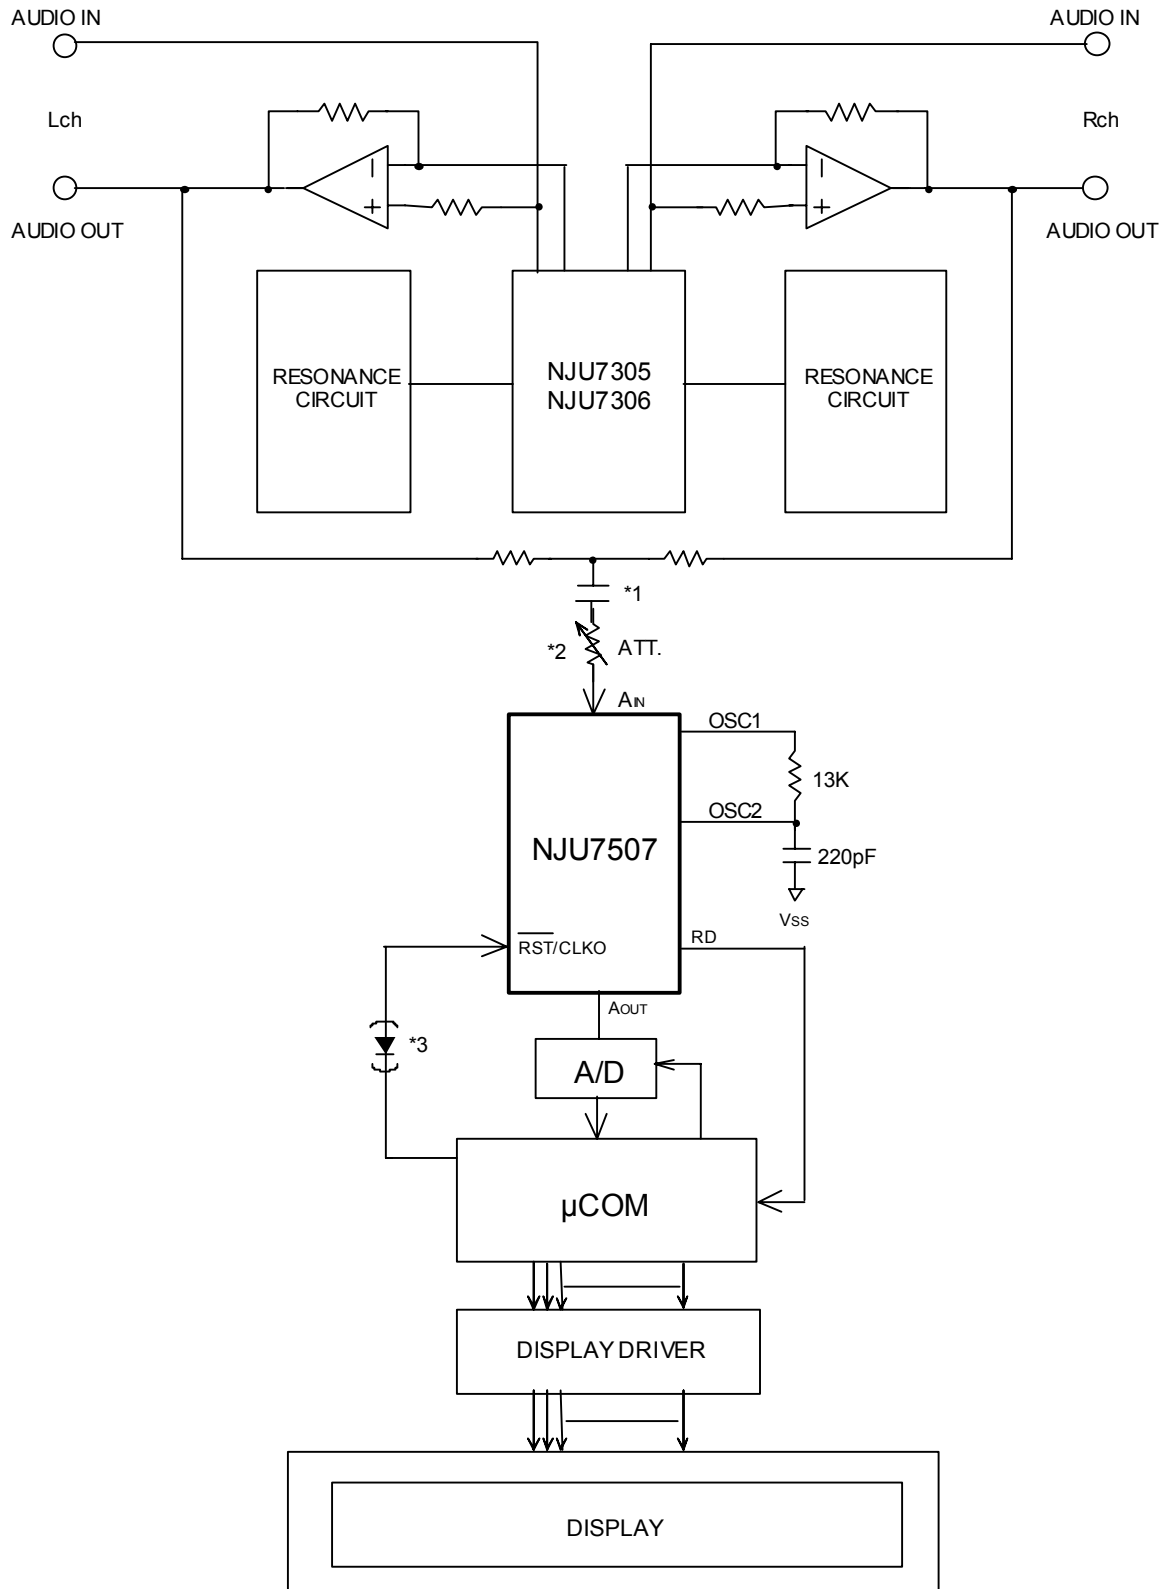 AUDIO IN
AUDIO IN
Lch
Rch
AUDIO OUT
AUDIO OUT
RESONANCE
CIRCUIT
NJU7305
NJU7306
RESONANCE
CIRCUIT
*1
*2
ATT.
AIN
OSC1
13K
OSC2
NJU7507
220pF
VSS
RST/CLKO
RD
AOUT
*3
A/D
µCOM
DISPLAY DRIVER
DISPLAY